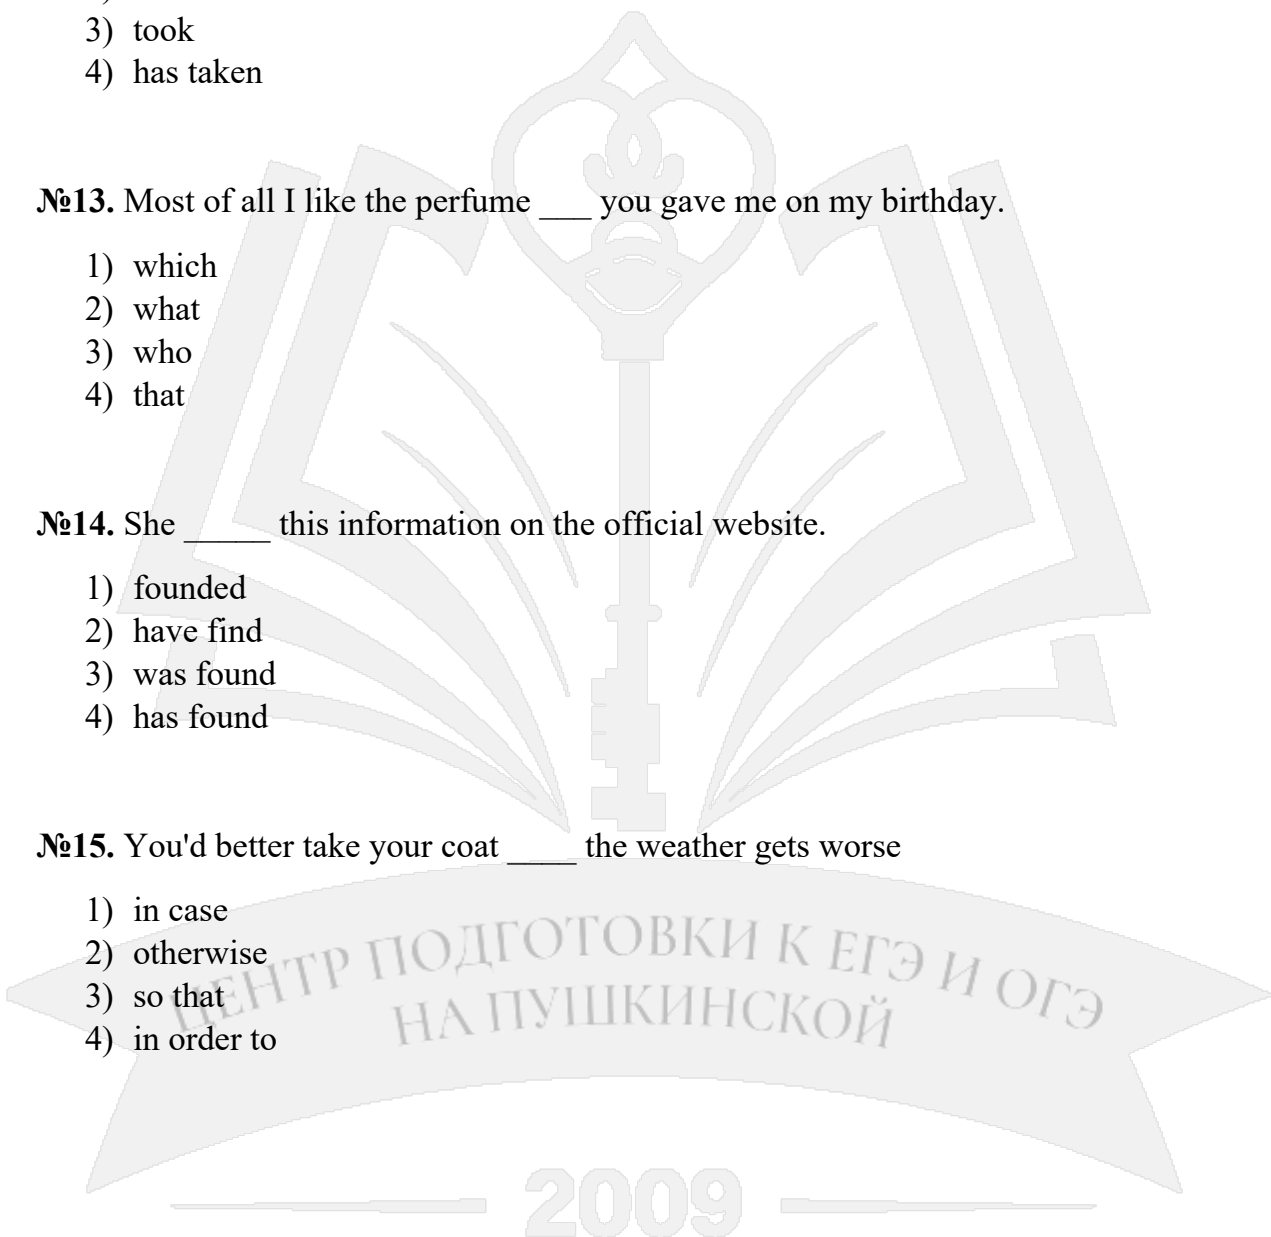 3) took
4) has taken
№13. Most of all I like the perfume ___ you gave me on my birthday.
1) which
2) what
3) who
4) that
№14. She _____ this information on the official website.
1) founded
2) have find
3) was found
4) has found
№15. You'd better take your coat ____ the weather gets worse
1) in case
2) otherwise
3) so that
4) in order to
ЦЕНТР ПОДГОТОВКИ К ЕГЭ И ОГЭ
НА ПУШКИНСКОЙ
2009